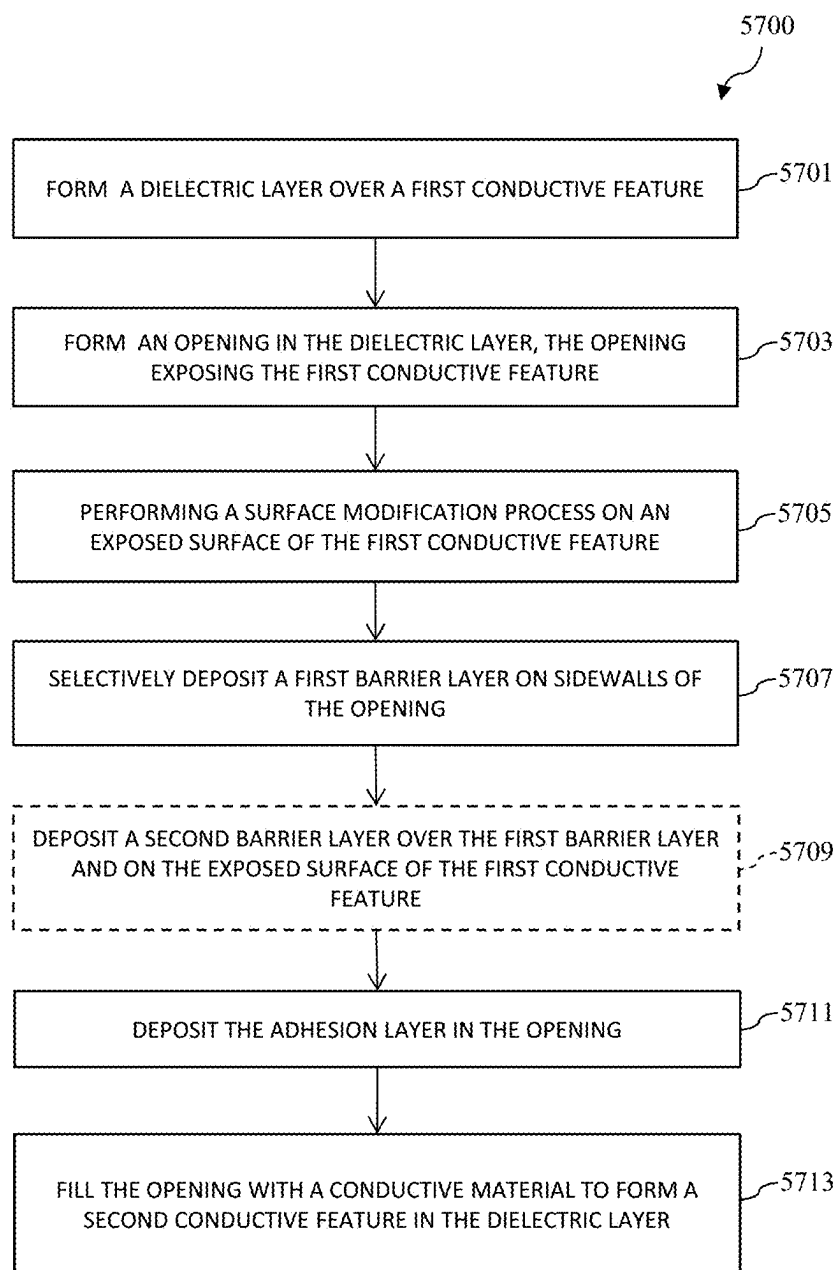 5700
FORM A DIELECTRIC LAYER OVER A FIRST CONDUCTIVE FEATURE
5701
FORM AN OPENING IN THE DIELECTRIC LAYER, THE OPENING
EXPOSING THE FIRST CONDUCTIVE FEATURE
5703
PERFORMING A SURFACE MODIFICATION PROCESS ON AN
EXPOSED SURFACE OF THE FIRST CONDUCTIVE FEATURE
5705
SELECTIVELY DEPOSIT A FIRST BARRIER LAYER ON SIDEWALLS OF
THE OPENING
5707
DEPOSIT A SECOND BARRIER LAYER OVER THE FIRST BARRIER LAYER
AND ON THE EXPOSED SURFACE OF THE FIRST CONDUCTIVE
FEATURE
5709
DEPOSIT THE ADHESION LAYER IN THE OPENING
5711
FILL THE OPENING WITH A CONDUCTIVE MATERIAL TO FORM A
SECOND CONDUCTIVE FEATURE IN THE DIELECTRIC LAYER
5713